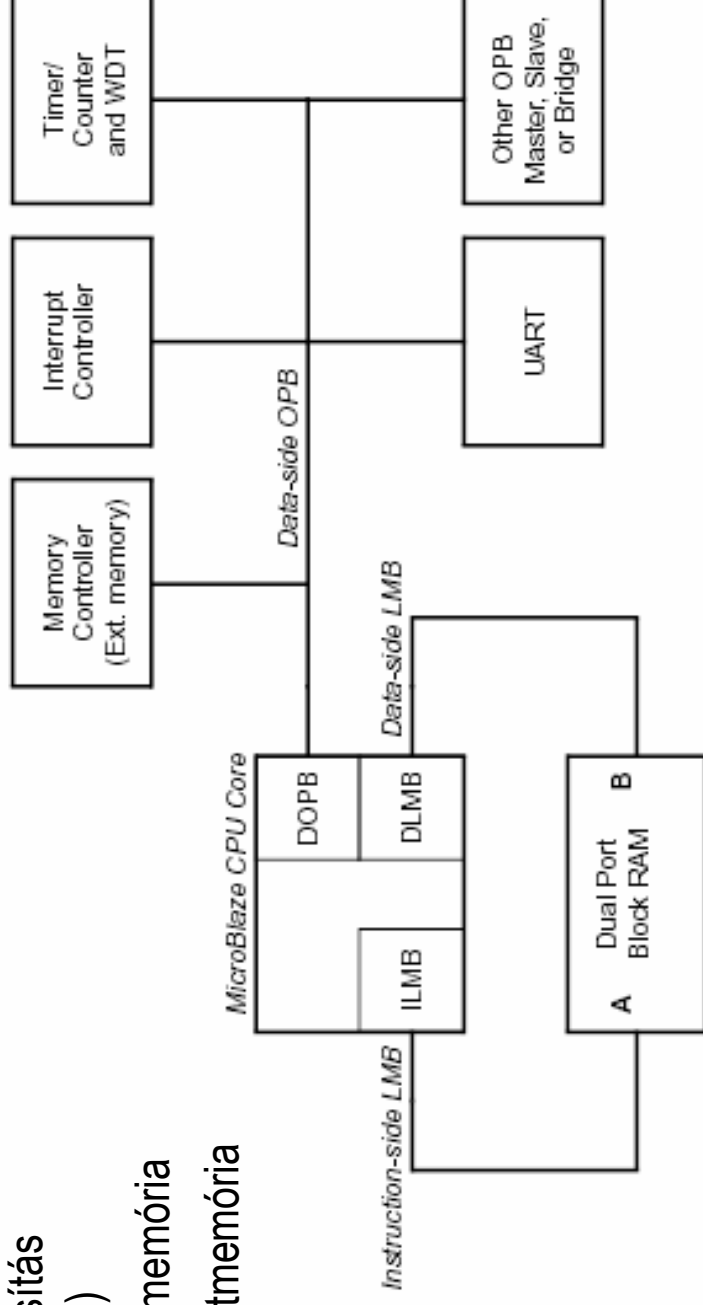 sítás
)
memória
tmemória
Memory
Controller
(Ext. memory)
Interrupt
Controller
Timer/
Counter
and WDT
MicroBlaze CPU Core
Data-side OPB
DOPB
Instruction-side LMB
ILMB
DLMB
Data-side LMB
UART
Other OPB
Master, Slave,
or Bridge
A
Dual Port
Block RAM
B